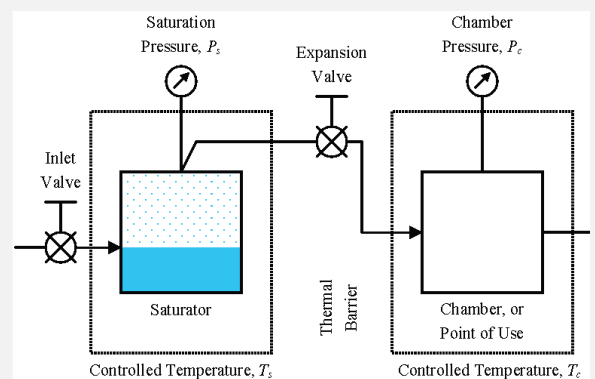 Saturation
Pressure, Ps
Chamber
Pressure, Pc
Expansion
Valve
Inlet
Valve
Saturator
Thermal
Barrier
Chamber, or
Point of Use
Controlled Temperature, Ts
Controlled Temperature, Tc